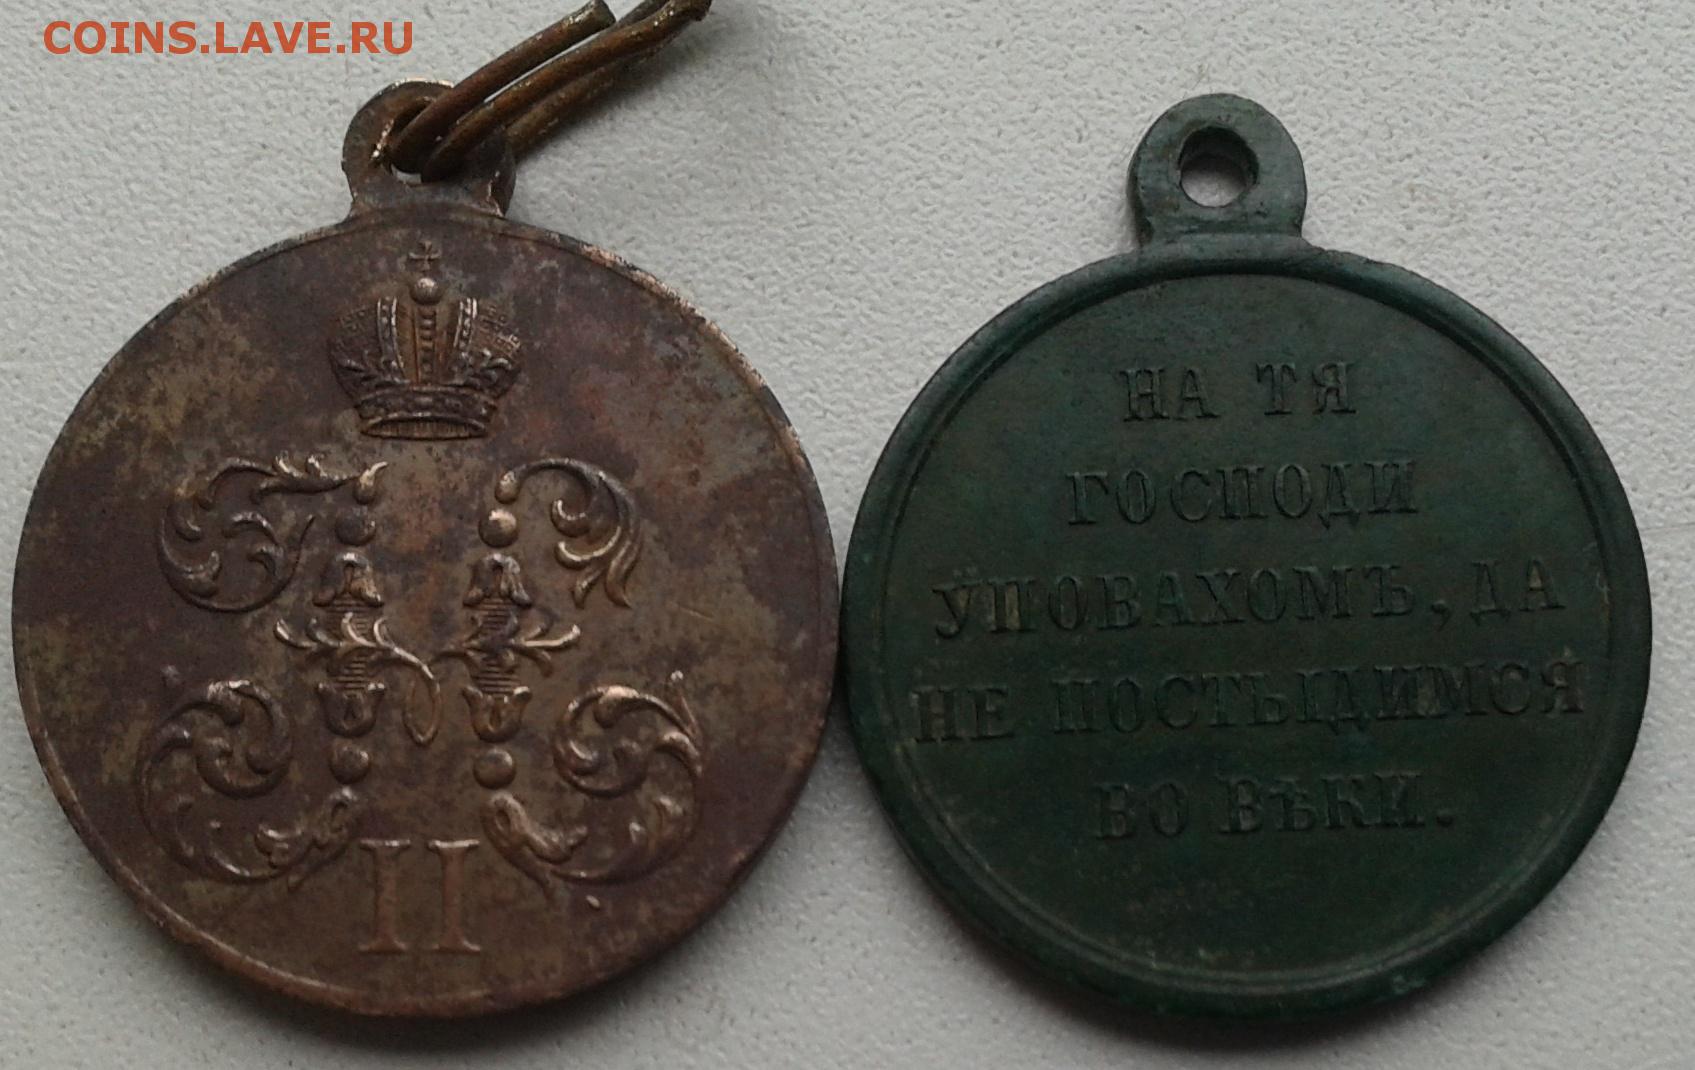 COINS.LAVE.RU
II
НА ТЯ
ГОСПОДИ
УПОВАХОМЪ, ДА
НЕ ПОСТЫДИМСЯ
ВО ВѢКИ.